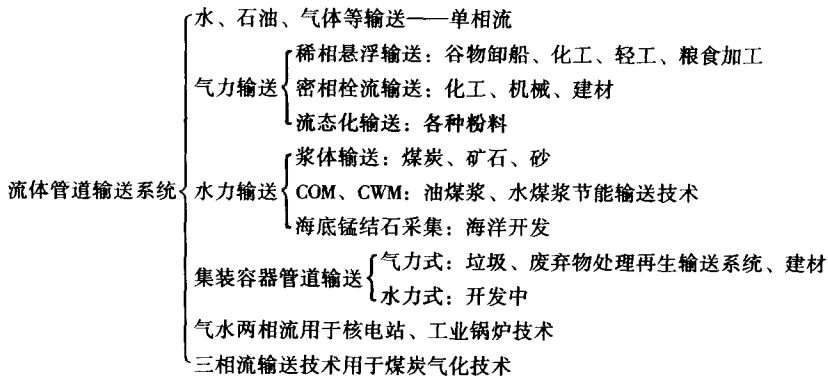 水、石油、气体等输送——单相流
稀相悬浮输送：谷物卸船、化工、轻工、粮食加工
气力输送
密相栓流输送：化工、机械、建材
流态化输送：各种粉料
浆体输送：煤炭、矿石、砂
流体管道输送系统
水力输送
COM、CWM：油煤浆、水煤浆节能输送技术
海底锰结石采集：海洋开发
集装容器管道输送
气力式：垃圾、废弃物处理再生输送系统、建材
水力式：开发中
气水两相流用于核电站、工业锅炉技术
三相流输送技术用于煤炭气化技术